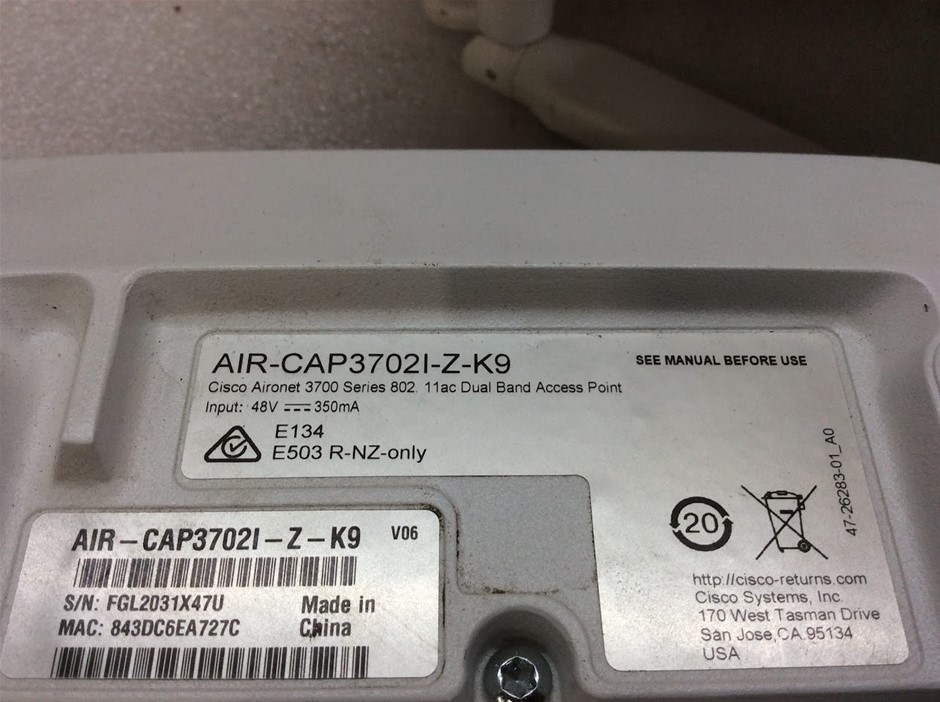 AIR-CAP3702I-Z-K9
SEE MANUAL BEFORE USE
Cisco Aironet 3700 Series 802. 11ac Dual Band Access Point
Input: 48V 350mA
E134
E503 R-NZ-only
47-26283-01_A0
20
http://cisco-returns.com
Cisco Systems, Inc.
170 West Tasman Drive
San Jose,CA.95134
USA
AIR-CAP3702I-Z-K9 V06
S/N: FGL2031X47U
MAC: 843DC6EA727C
Made in
China